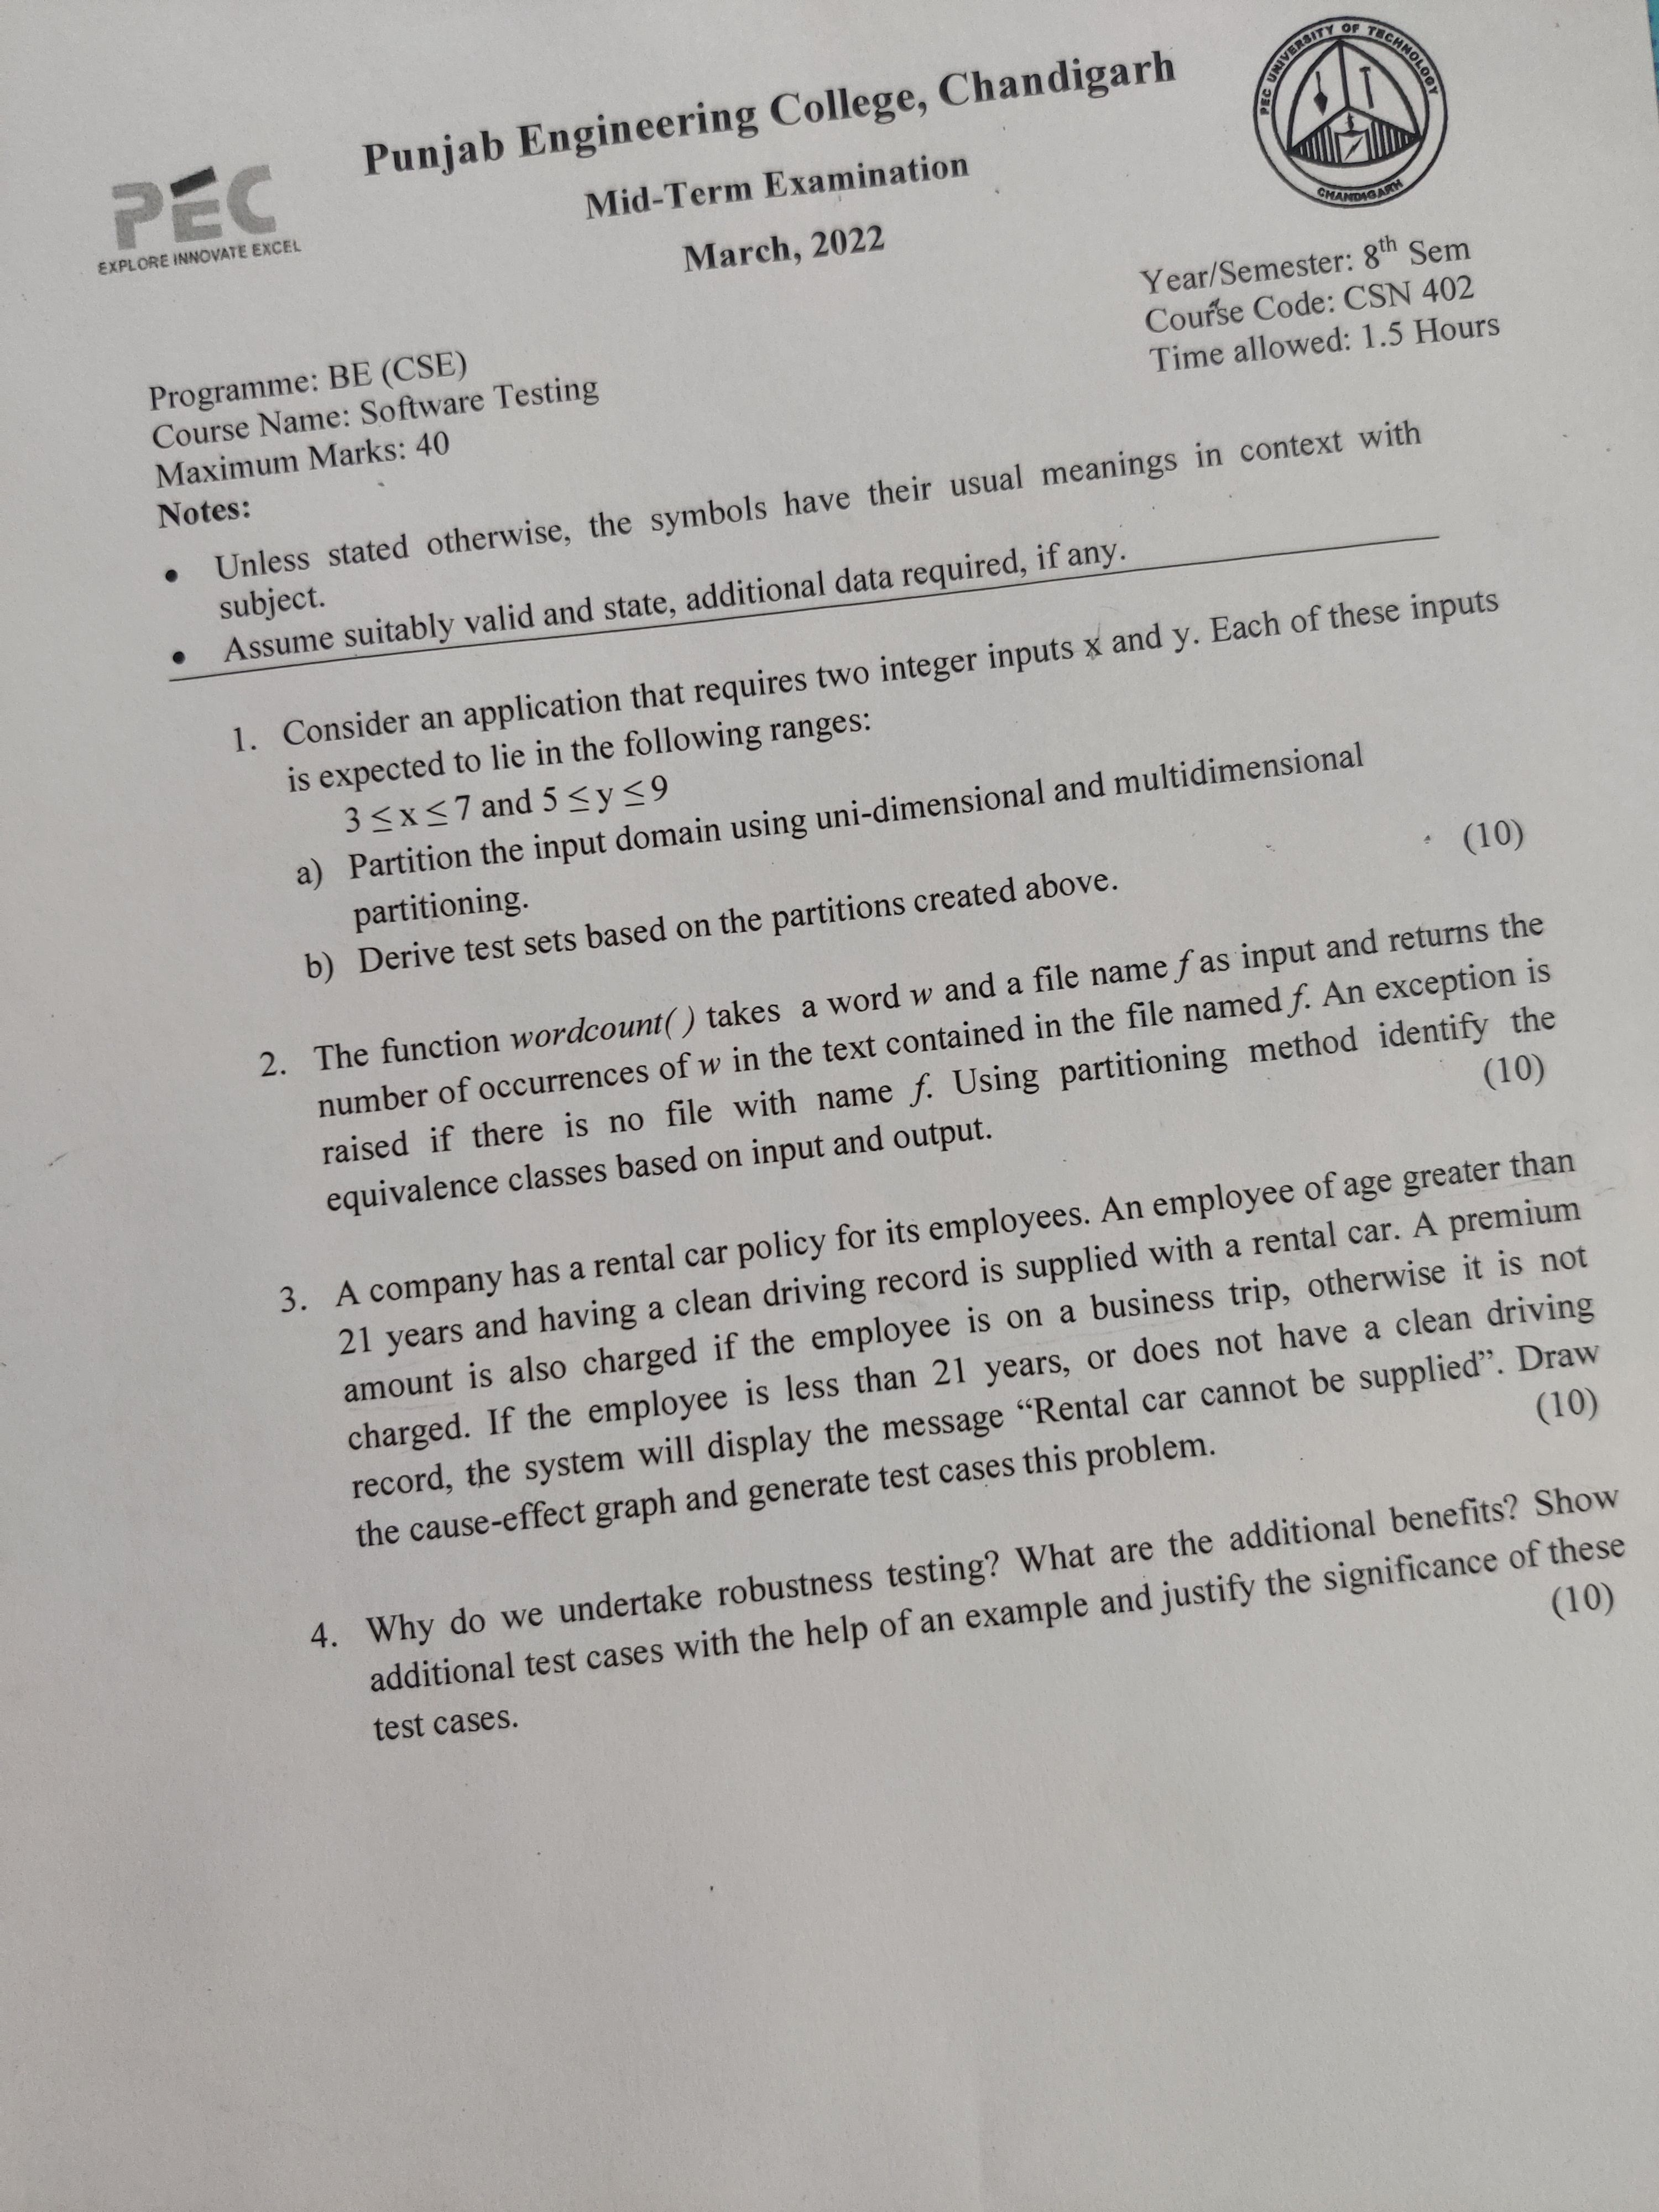 Punjab Engineering College, Chandigarh
Mid-Term Examination
March, 2022
PEC
EXPLORE INNOVATE EXCEL
PEC UNIVERSITY OF TECHNOLOGY
CHANDIGARH
Year/Semester: 8th Sem
Course Code: CSN 402
Time allowed: 1.5 Hours
Programme: BE (CSE)
Course Name: Software Testing
Maximum Marks: 40
Notes:
• Unless stated otherwise, the symbols have their usual meanings in context with
subject.
• Assume suitably valid and state, additional data required, if any.
1. Consider an application that requires two integer inputs x and y. Each of these inputs
is expected to lie in the following ranges:
3 ≤ x ≤ 7 and 5 ≤ y ≤ 9
a) Partition the input domain using uni-dimensional and multidimensional
partitioning. (10)
b) Derive test sets based on the partitions created above.
2. The function wordcount( ) takes a word w and a file name f as input and returns the
number of occurrences of w in the text contained in the file named f. An exception is
raised if there is no file with name f. Using partitioning method identify the
equivalence classes based on input and output. (10)
3. A company has a rental car policy for its employees. An employee of age greater than
21 years and having a clean driving record is supplied with a rental car. A premium
amount is also charged if the employee is on a business trip, otherwise it is not
charged. If the employee is less than 21 years, or does not have a clean driving
record, the system will display the message “Rental car cannot be supplied”. Draw
the cause-effect graph and generate test cases this problem. (10)
4. Why do we undertake robustness testing? What are the additional benefits? Show
additional test cases with the help of an example and justify the significance of these
test cases. (10)